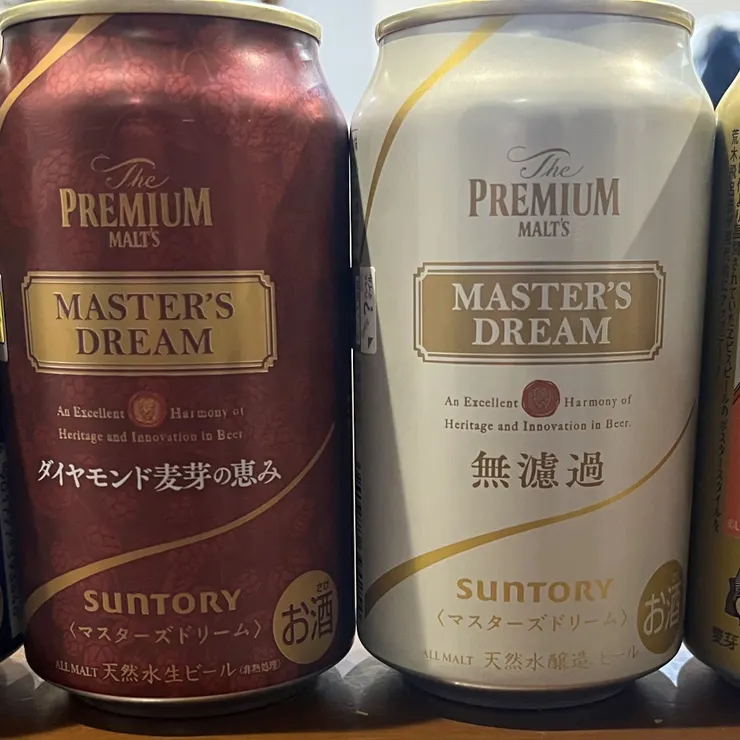 The
PREMIUM
MALT'S
MASTER'S
DREAM
An Excellent Harmony of
Heritage and Innovation in Beer
ダイヤモンド麦芽の恵み
SUNTORY
〈マスターズドリーム〉
さけ
お酒
ALL MALT 天然水生ビール(非熱処理)
The
PREMIUM
MALT'S
MASTER'S
DREAM
An Excellent Harmony of
Heritage and Innovation in Beer.
無濾過
SUNTORY
〈マスターズドリーム〉
お酒
ALL MALT 天然水醸造 ビール
麦芽